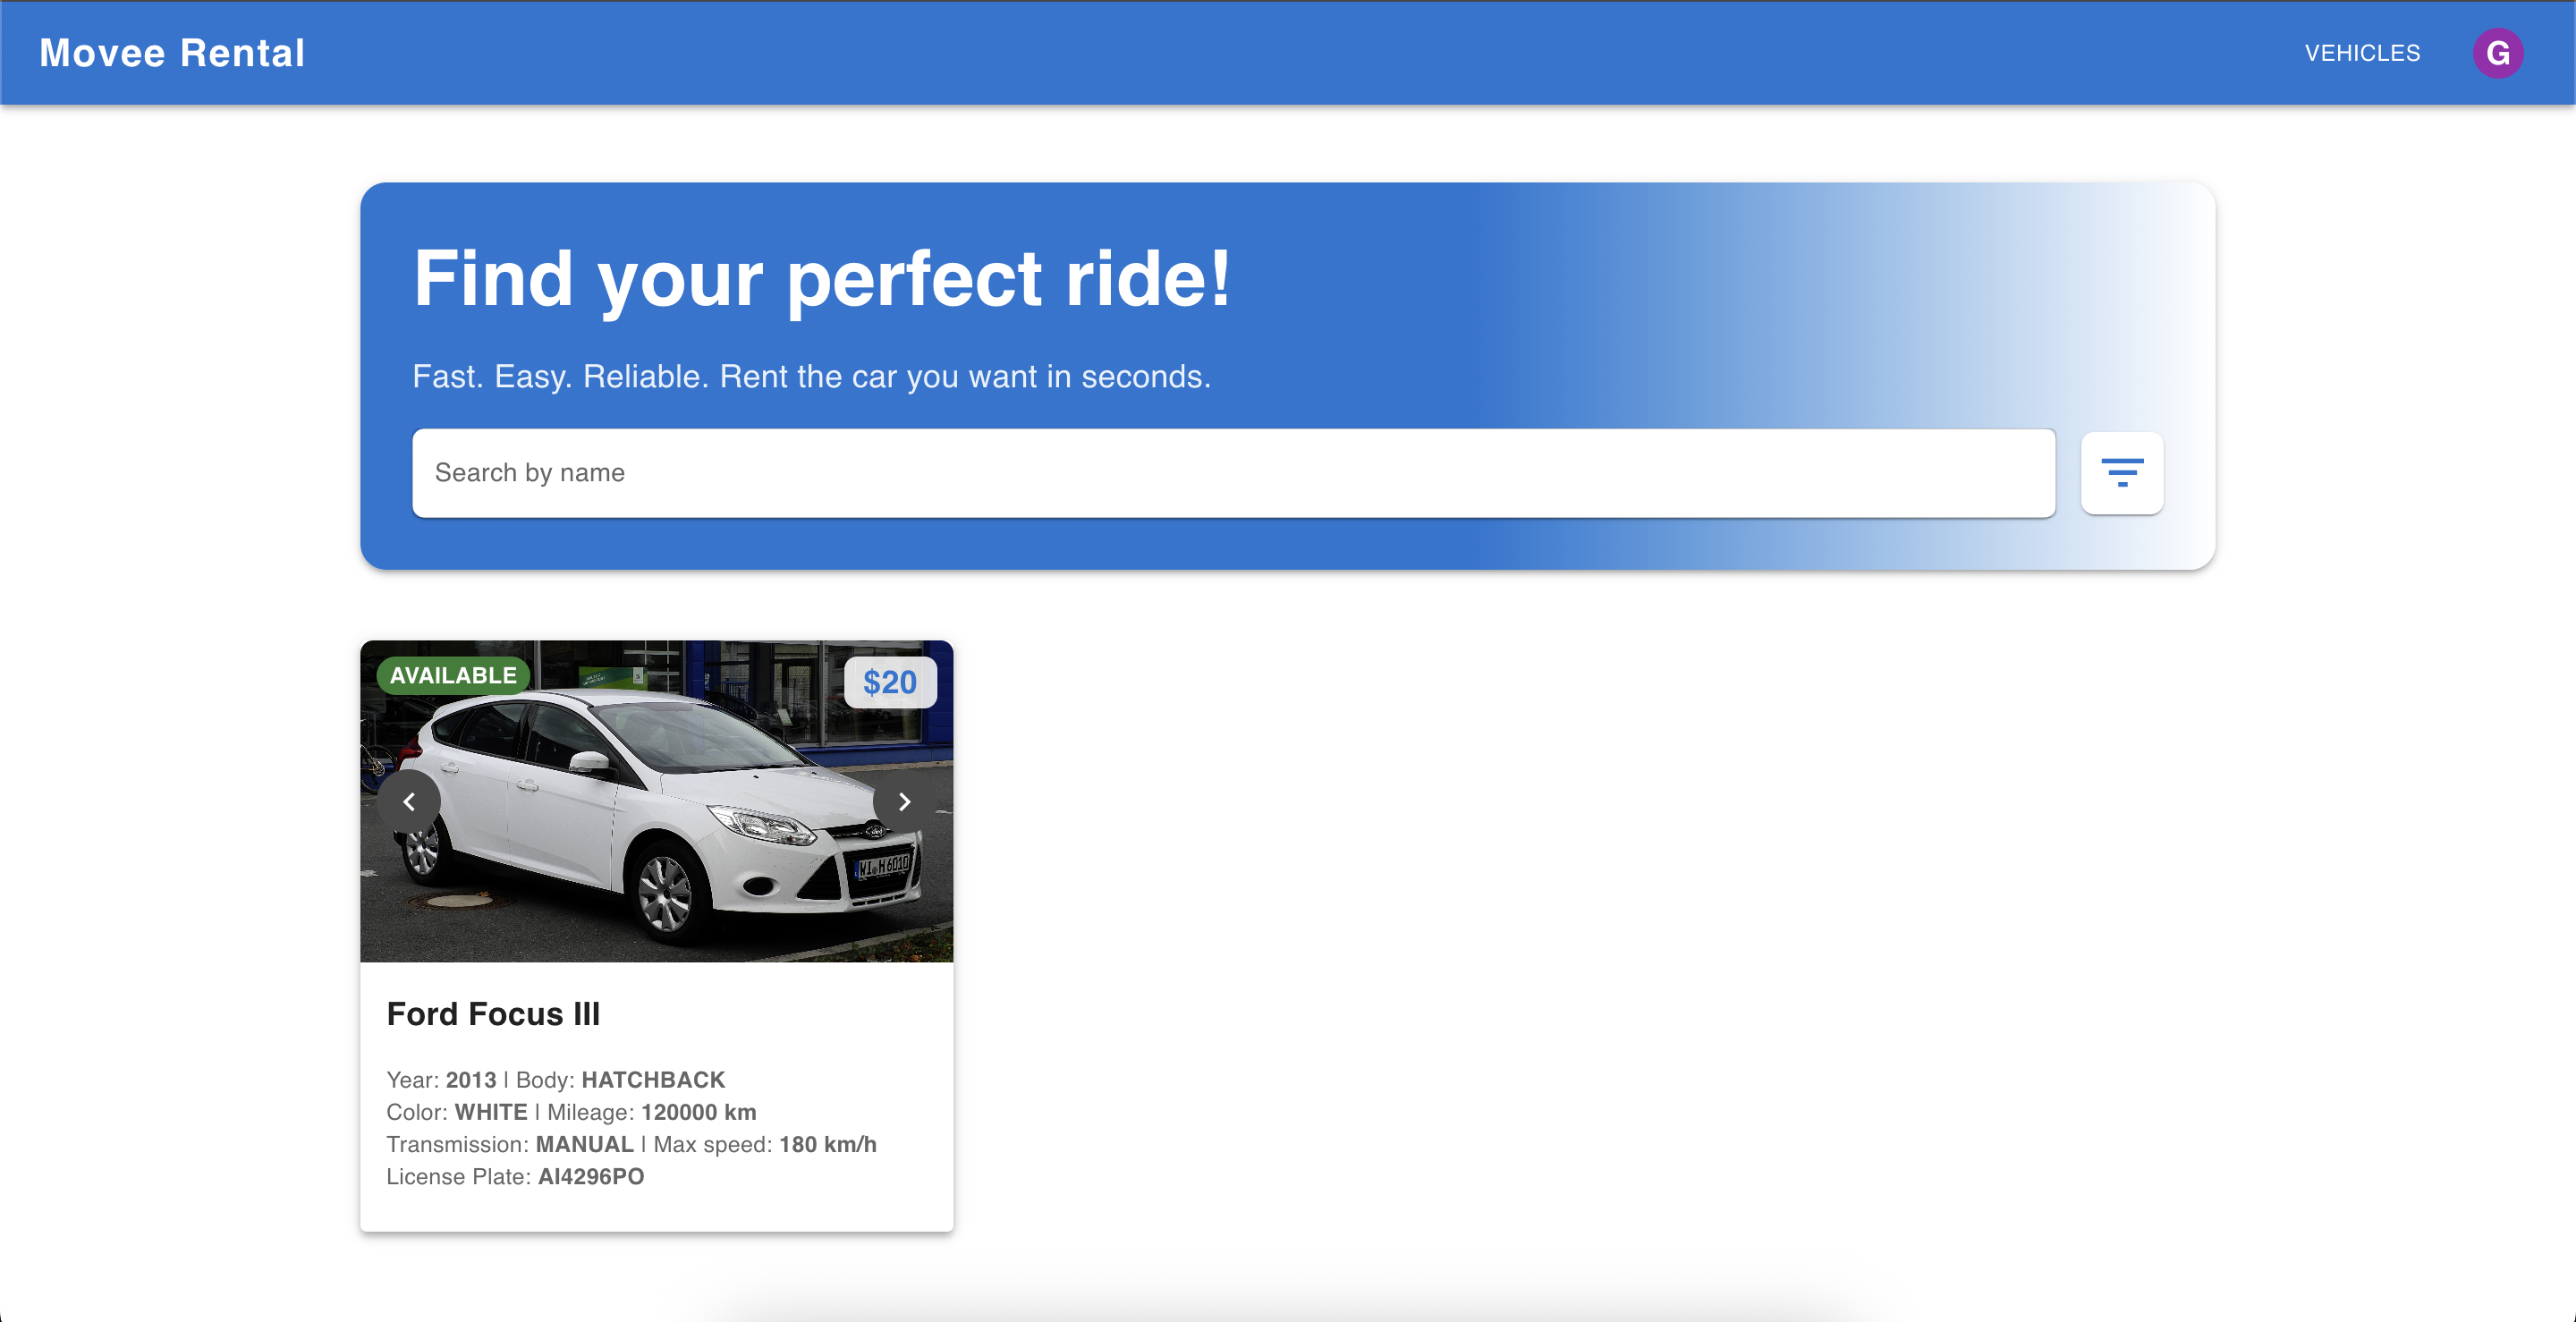 Movee Rental
VEHICLES
G
Find your perfect ride!
Fast. Easy. Reliable. Rent the car you want in seconds.
Search by name
AVAILABLE
$20
Ford
WI H 6010
Ford Focus III
Year: 2013 | Body: HATCHBACK
Color: WHITE | Mileage: 120000 km
Transmission: MANUAL | Max speed: 180 km/h
License Plate: AI4296PO